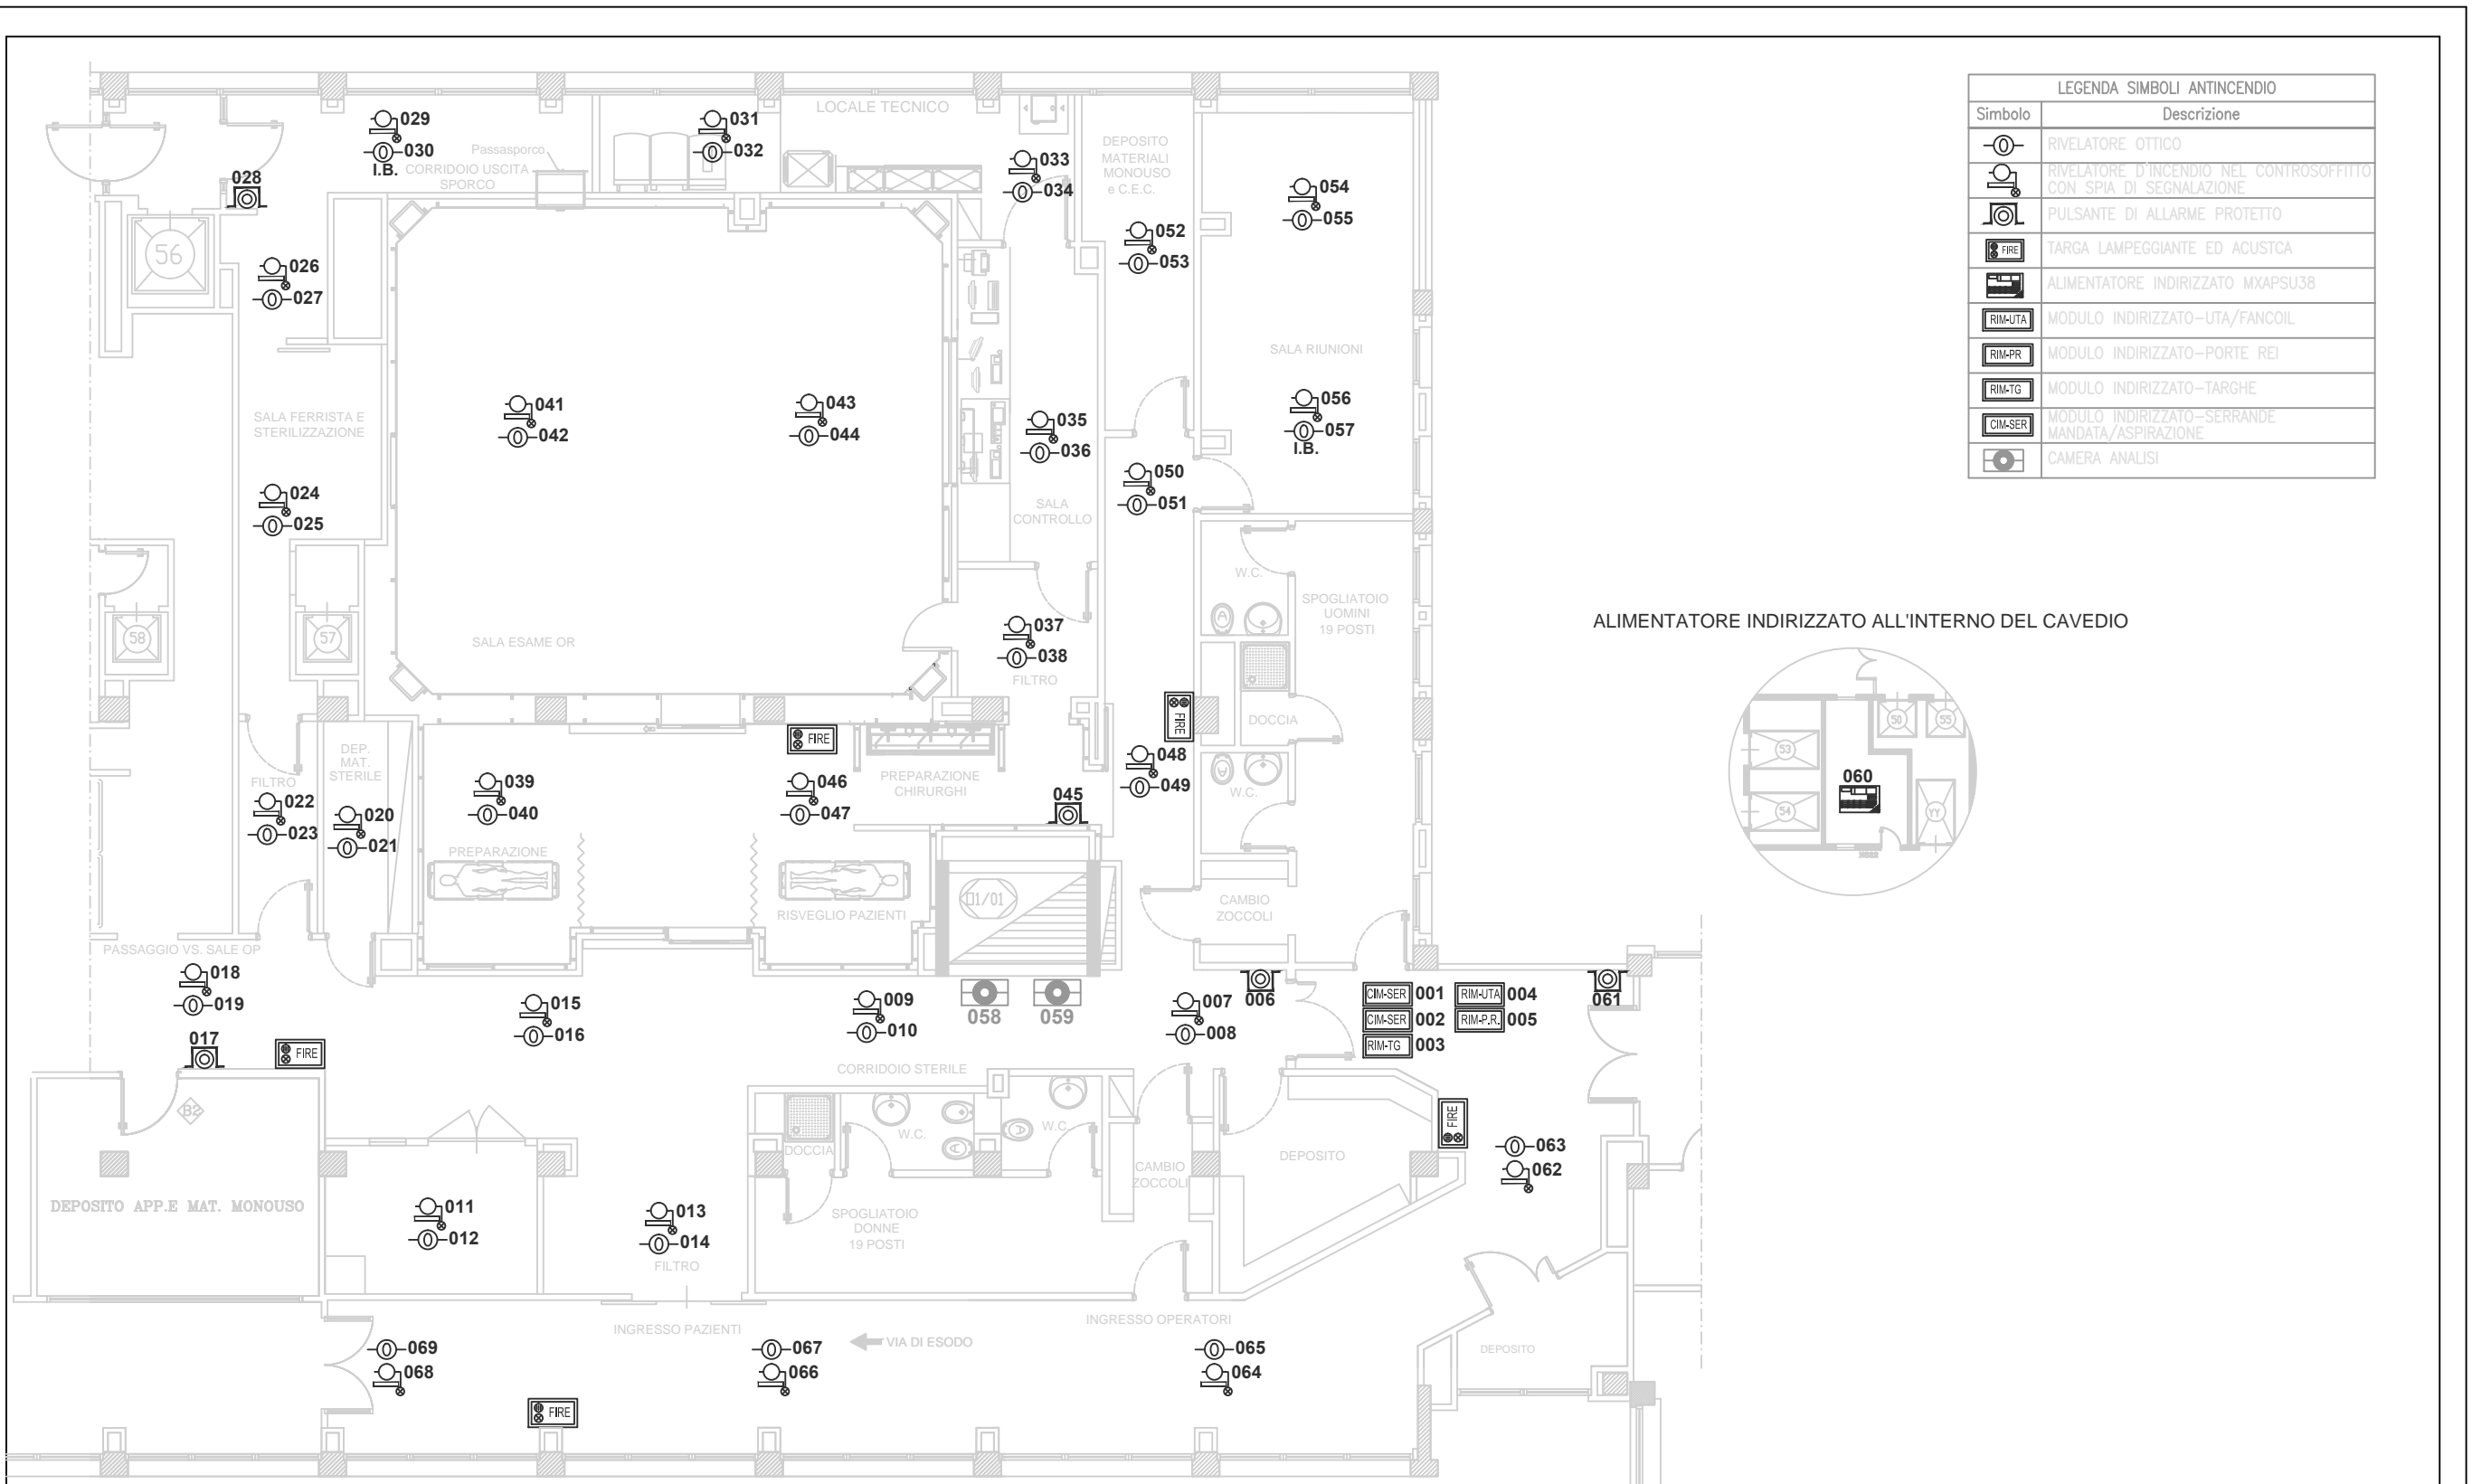 LEGENDA SIMBOLI ANTINCENDIO
Simbolo Descrizione
RIVELATORE OTTICO
RIVELATORE D'INCENDIO NEL CONTROSOFFITTO
CON SPIA DI SEGNALAZIONE
PULSANTE DI ALLARME PROTETTO
FIRE TARGA LAMPEGGIANTE ED ACUSTCA
ALIMENTATORE INDIRIZZATO MXAPSU38
RIM-UTA MODULO INDIRIZZATO-UTA/FANCOIL
RIM-PR MODULO INDIRIZZATO-PORTE REI
RIM-TG MODULO INDIRIZZATO-TARGHE
CIM-SER MODULO INDIRIZZATO-SERRANDE
MANDATA/ASPIRAZIONE
CAMERA ANALISI
LOCALE TECNICO
029
030
I.B.
CORRIDOIO USCITA
SPORCO
Passasporco
031
032
033
034
DEPOSITO
MATERIALI
MONOUSO
e C.E.C.
054
055
028
56
026
027
052
053
SALA RIUNIONI
SALA FERRISTA E
STERILIZZAZIONE
041
042
043
044
035
036
056
057
I.B.
024
025
050
051
SALA
CONTROLLO
W.C.
SPOGLIATOIO
UOMINI
19 POSTI
58
57
SALA ESAME OR
037
038
FILTRO
ALIMENTATORE INDIRIZZATO ALL'INTERNO DEL CAVEDIO
50
55
53
54
060
YY
FIRE
DOCCIA
FIRE
DEP.
MAT.
STERILE
FILTRO
022
023
020
021
039
040
046
047
PREPARAZIONE
CHIRURGHI
045
048
049
W.C.
PREPARAZIONE
RISVEGLIO PAZIENTI
01/01
CAMBIO
ZOCCOLI
PASSAGGIO VS. SALE OP
018
019
015
016
009
010
058
059
007
008
006
CIM-SER 001
RIM-UTA 004
CIM-SER 002
RIM-P.R. 005
RIM-TG 003
061
017
FIRE
CORRIDOIO STERILE
B2
W.C.
W.C.
DOCCIA
CAMBIO
ZOCCOLI
DEPOSITO
FIRE
063
062
DEPOSITO APP.E MAT. MONOUSO
011
012
013
014
FILTRO
SPOGLIATOIO
DONNE
19 POSTI
INGRESSO PAZIENTI
INGRESSO OPERATORI
VIA DI ESODO
069
068
067
066
065
064
DEPOSITO
FIRE